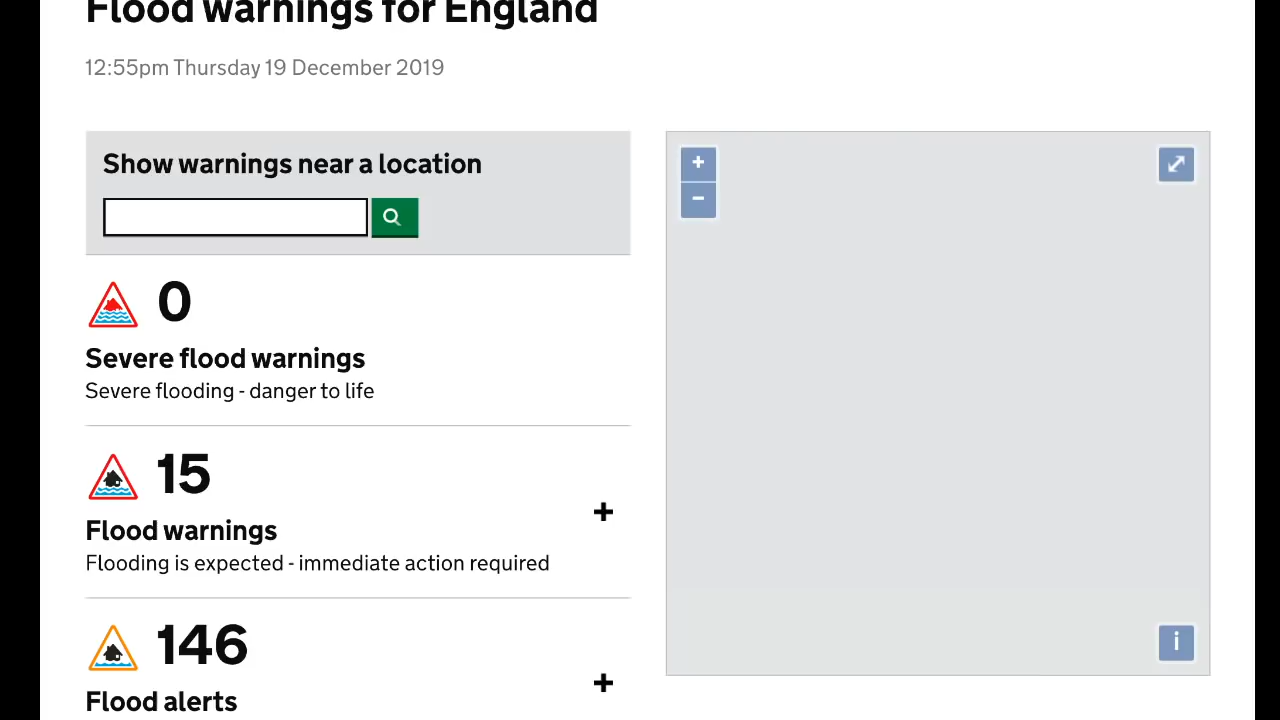 Flood warnings for England
12:55pm Thursday 19 December 2019
Show warnings near a location
0
Severe flood warnings
Severe flooding - danger to life
15
Flood warnings
Flooding is expected - immediate action required
146
Flood alerts
+
+
+
−
i